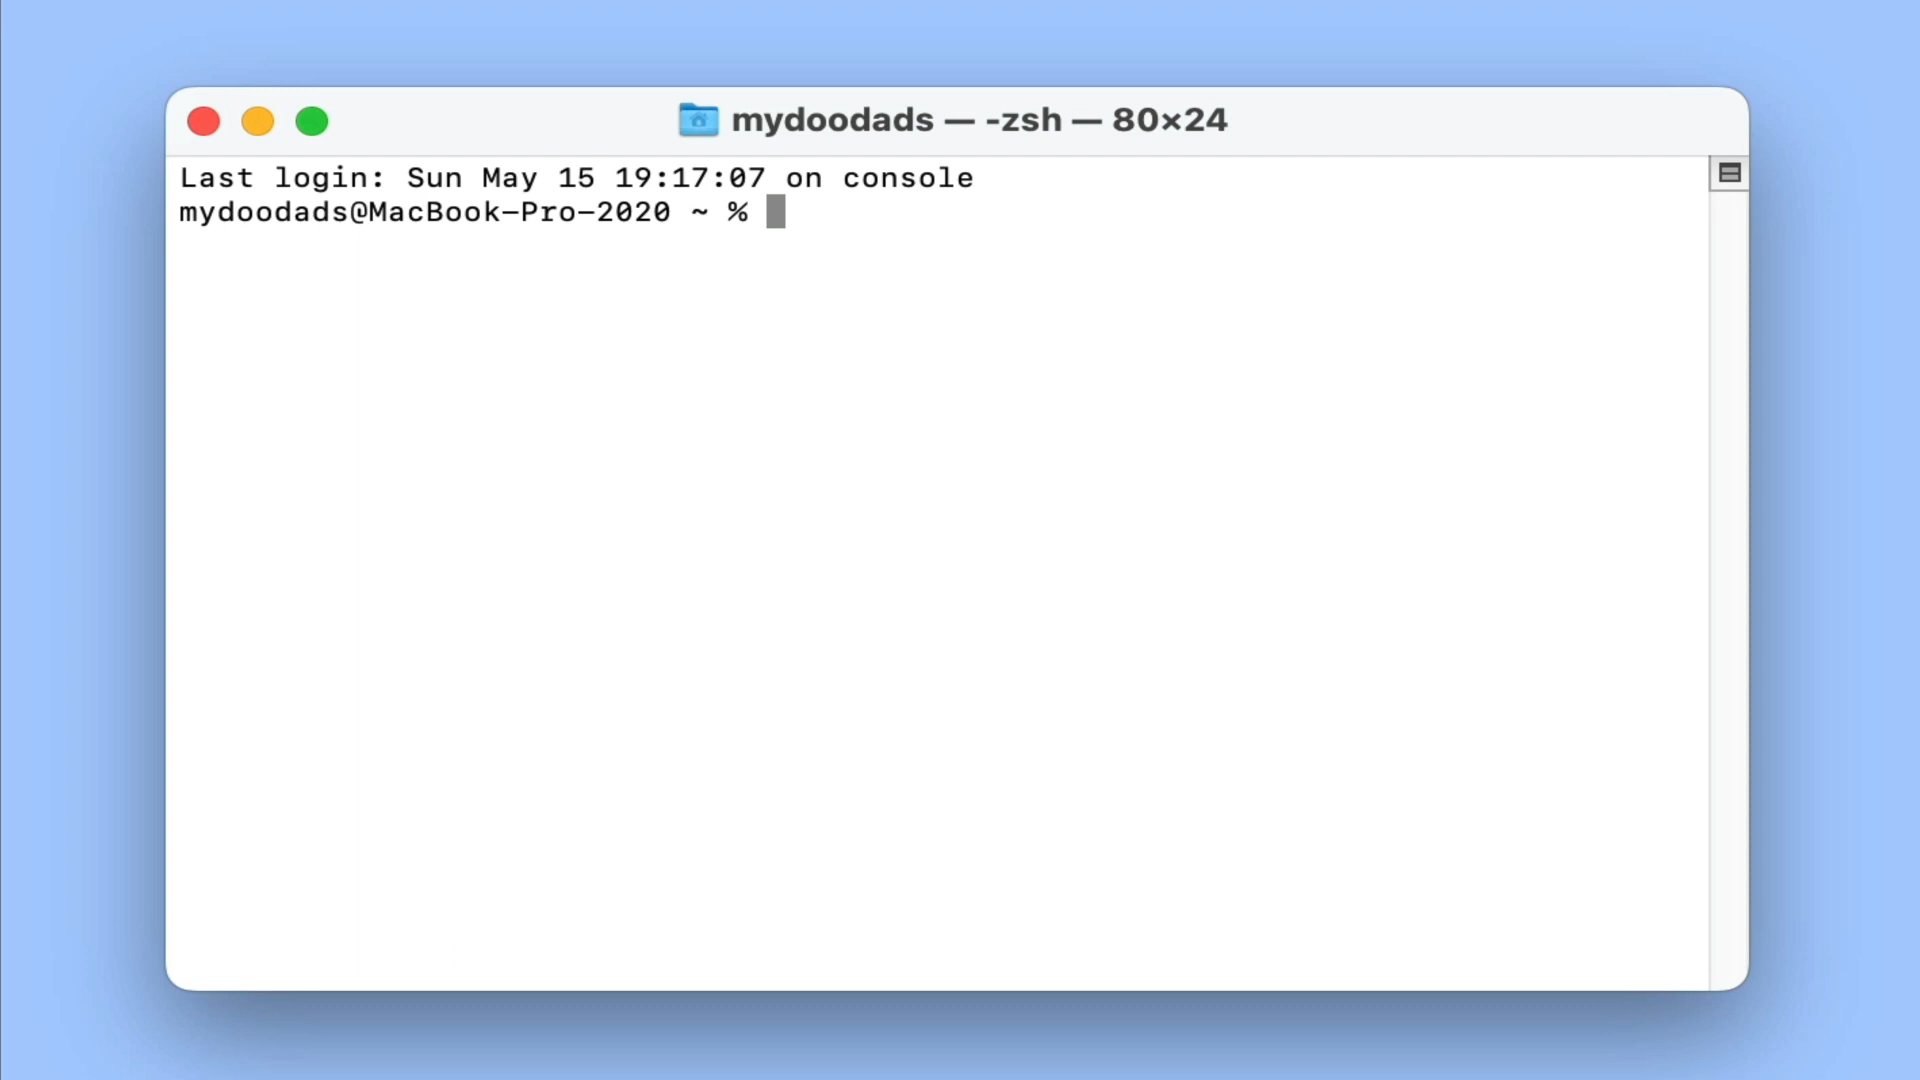 mydoodads — -zsh — 80×24
Last login: Sun May 15 19:17:07 on console
mydoodads@MacBook-Pro-2020 ~ %